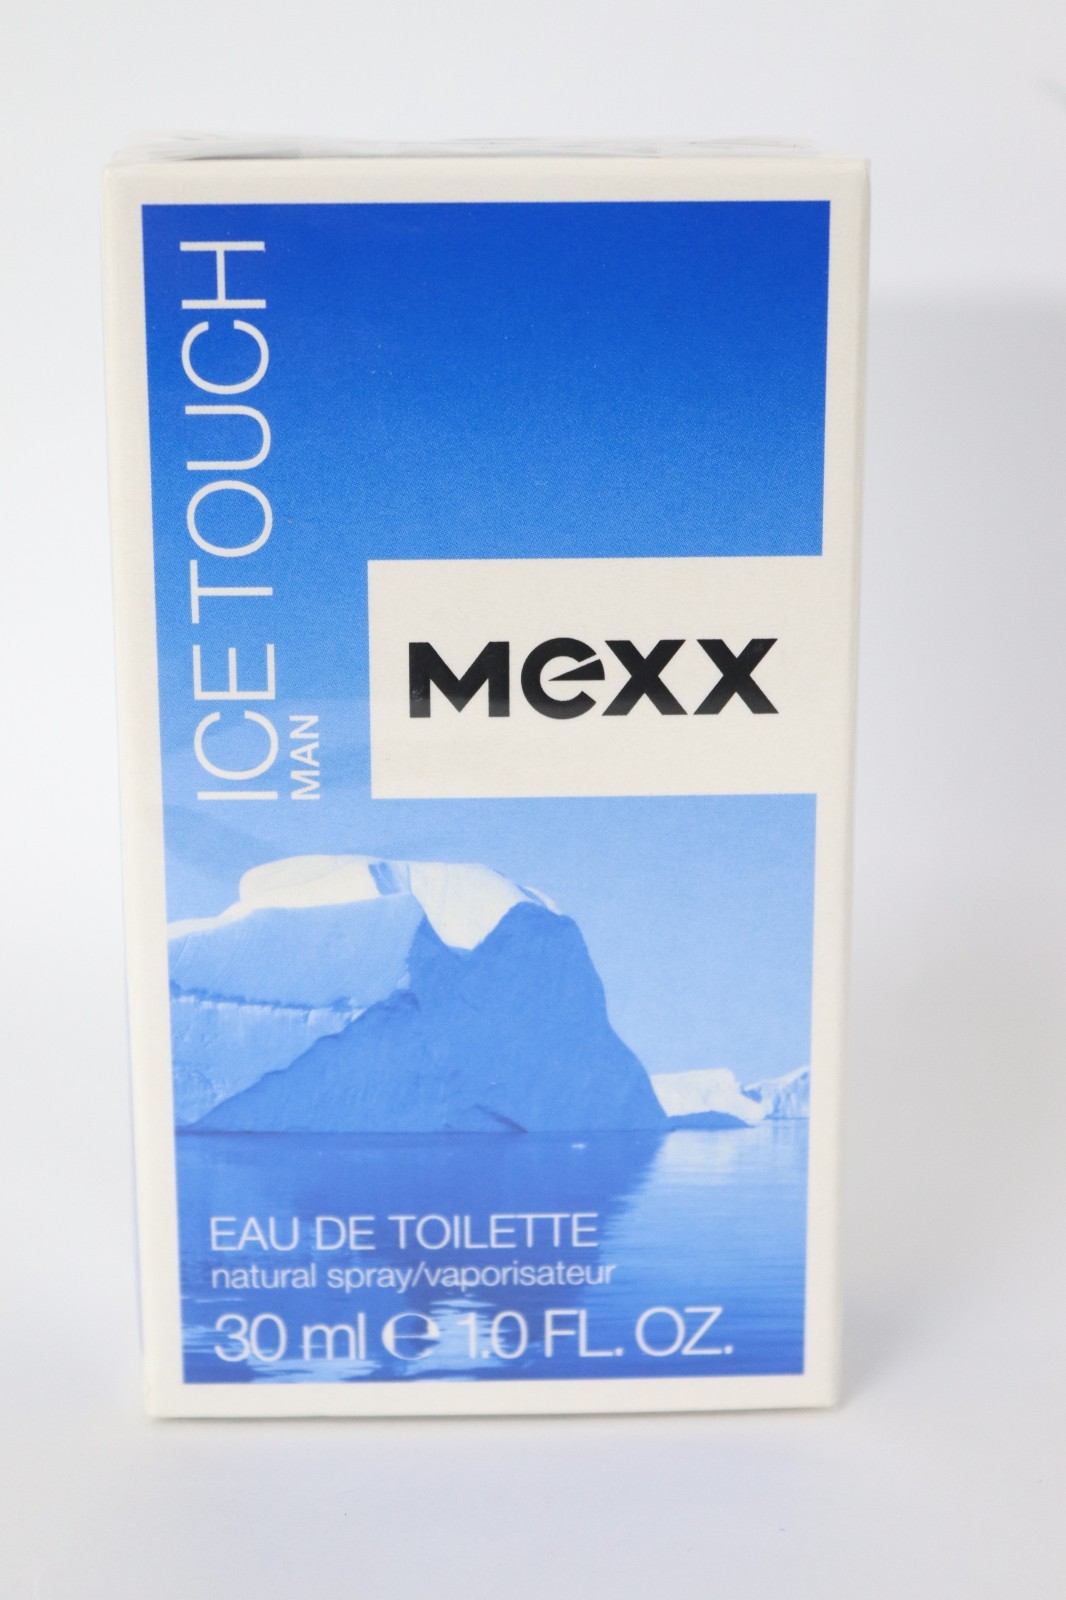 ICE TOUCH
MAN
Mexx
EAU DE TOILETTE
natural spray/vaporisateur
30 ml ℮ 1.0 FL. OZ.